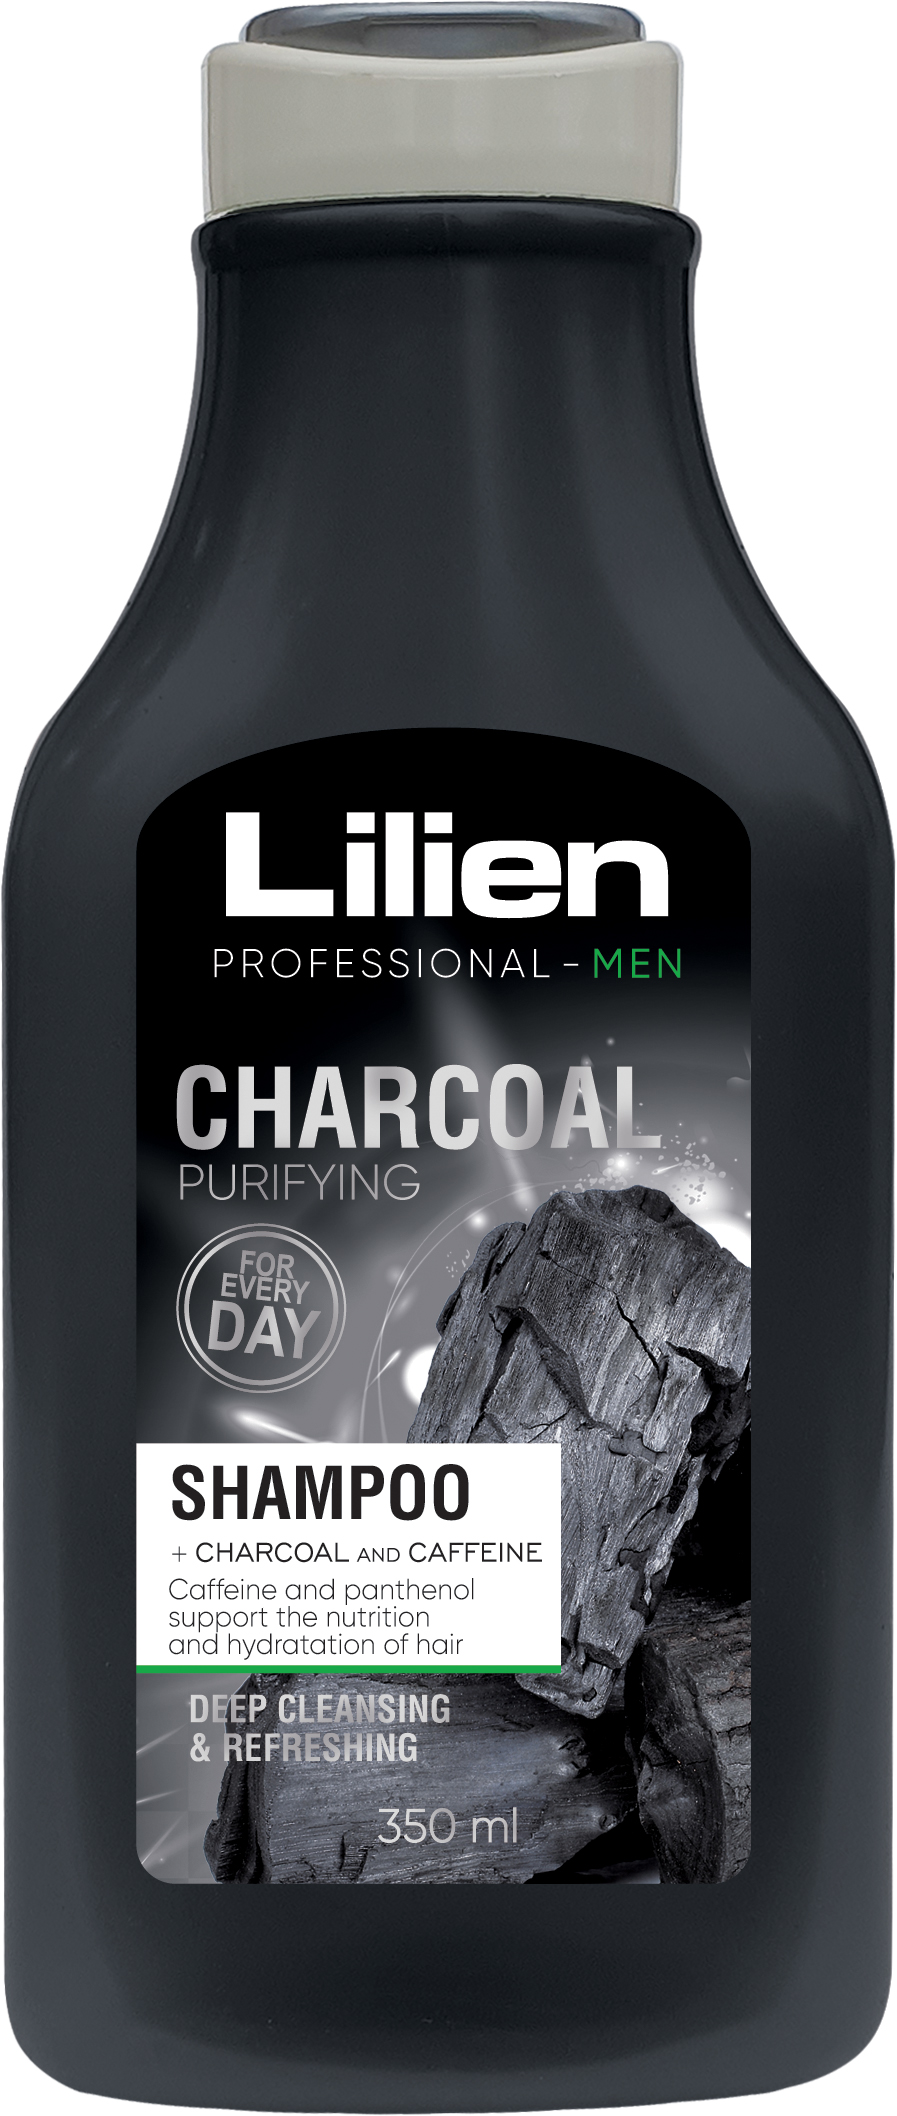 Lilien
PROFESSIONAL - MEN
CHARCOAL
PURIFYING
FOR
EVERY
DAY
SHAMPOO
+ CHARCOAL AND CAFFEINE
Caffeine and panthenol
support the nutrition
and hydratation of hair
DEEP CLEANSING
& REFRESHING
350 ml